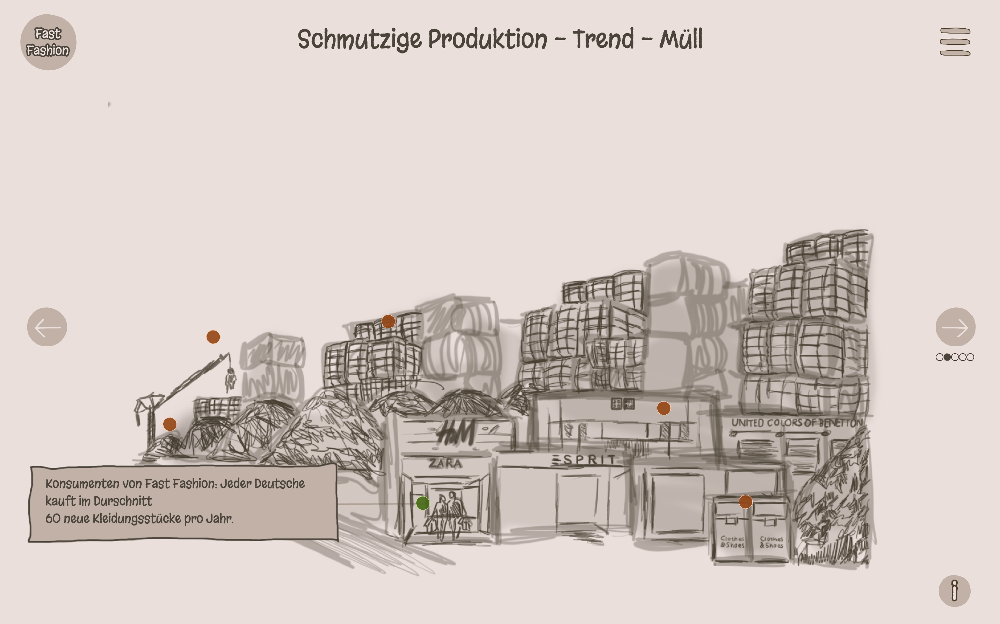 Fast
Fashion
Schmutzige Produktion – Trend – Müll
H&M
UNITED COLORS OF BENETTON
ZARA
ESPRIT
Konsumenten von Fast Fashion: Jeder Deutsche
kauft im Durschnitt
60 neue Kleidungsstücke pro Jahr.
Clothes
&Shoes
Clothes
&Shoes
i